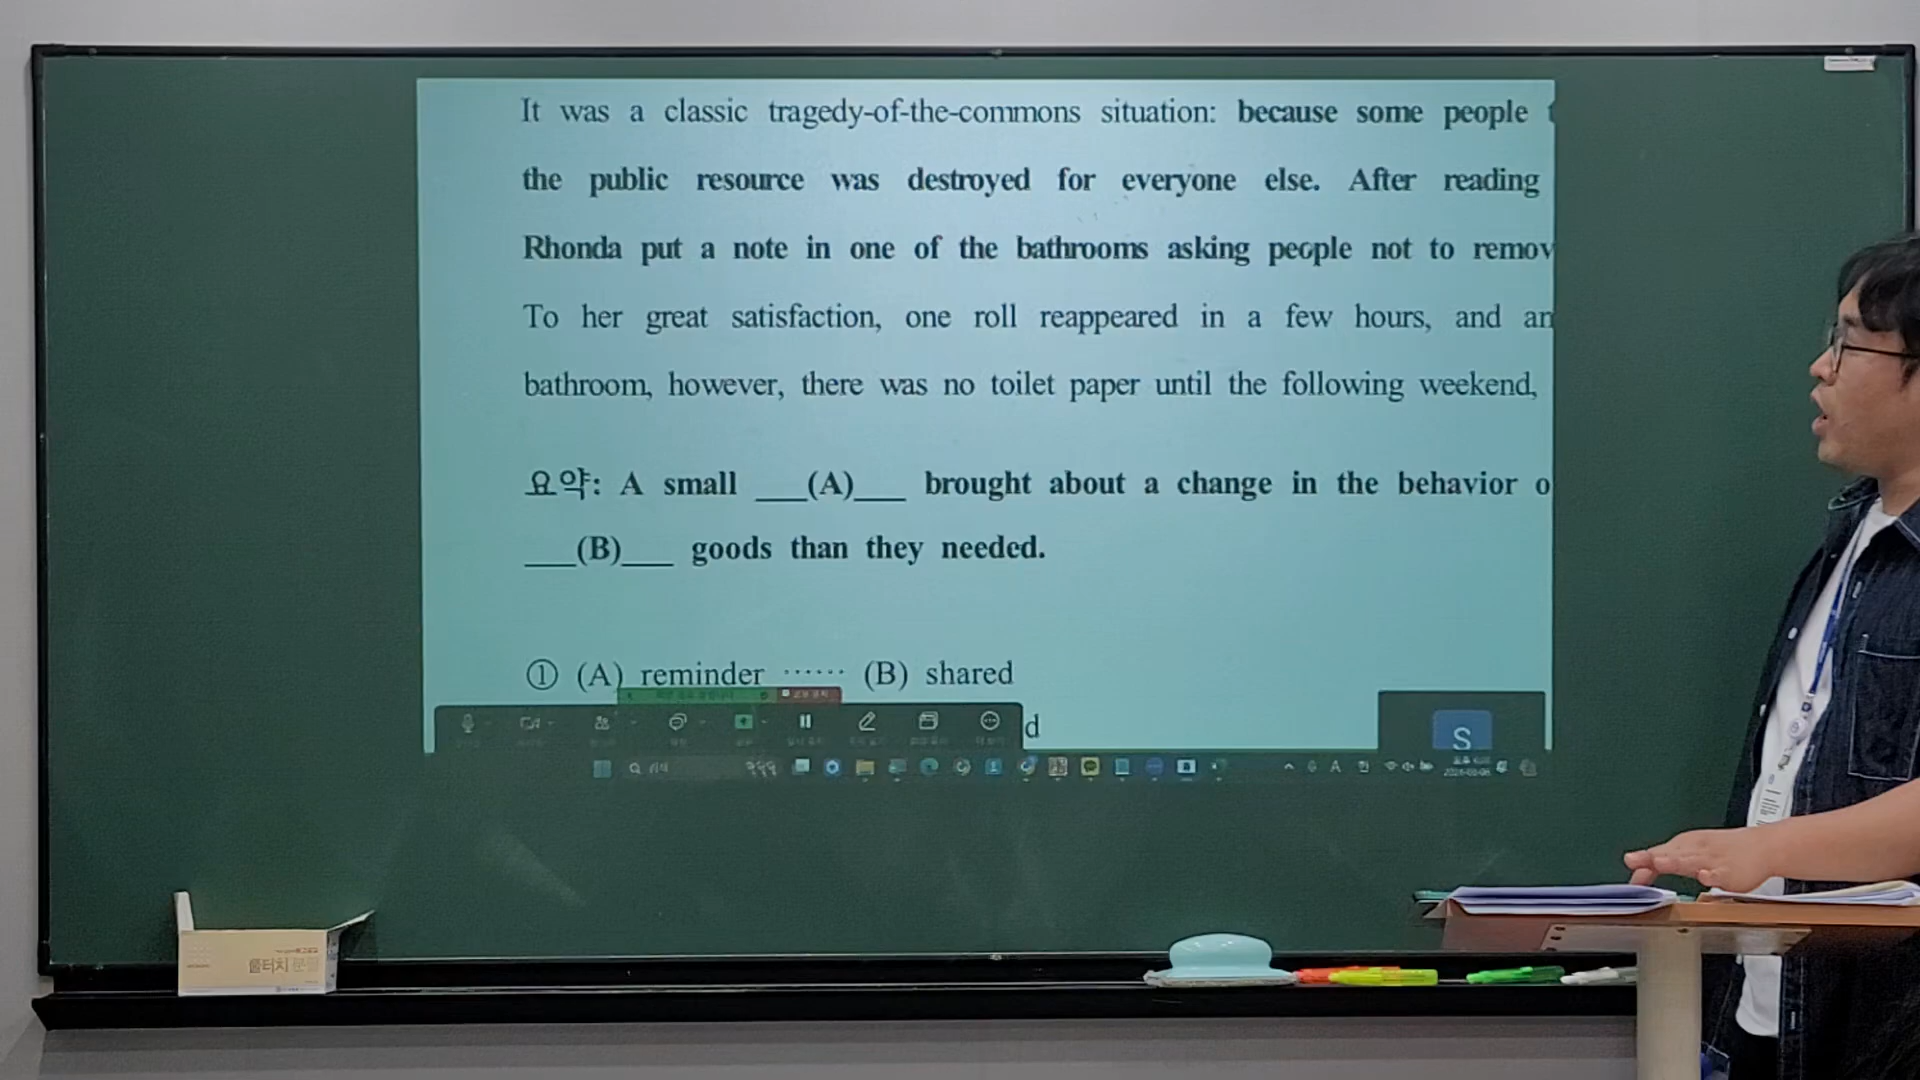 It was a classic tragedy-of-the-commons situation: because some people
the public resource was destroyed for everyone else. After reading
Rhonda put a note in one of the bathrooms asking people not to remov
To her great satisfaction, one roll reappeared in a few hours, and an
bathroom, however, there was no toilet paper until the following weekend,
요약: A small ___(A)___ brought about a change in the behavior o
___(B)___ goods than they needed.
① (A) reminder ······ (B) shared
d
S
A
물터치